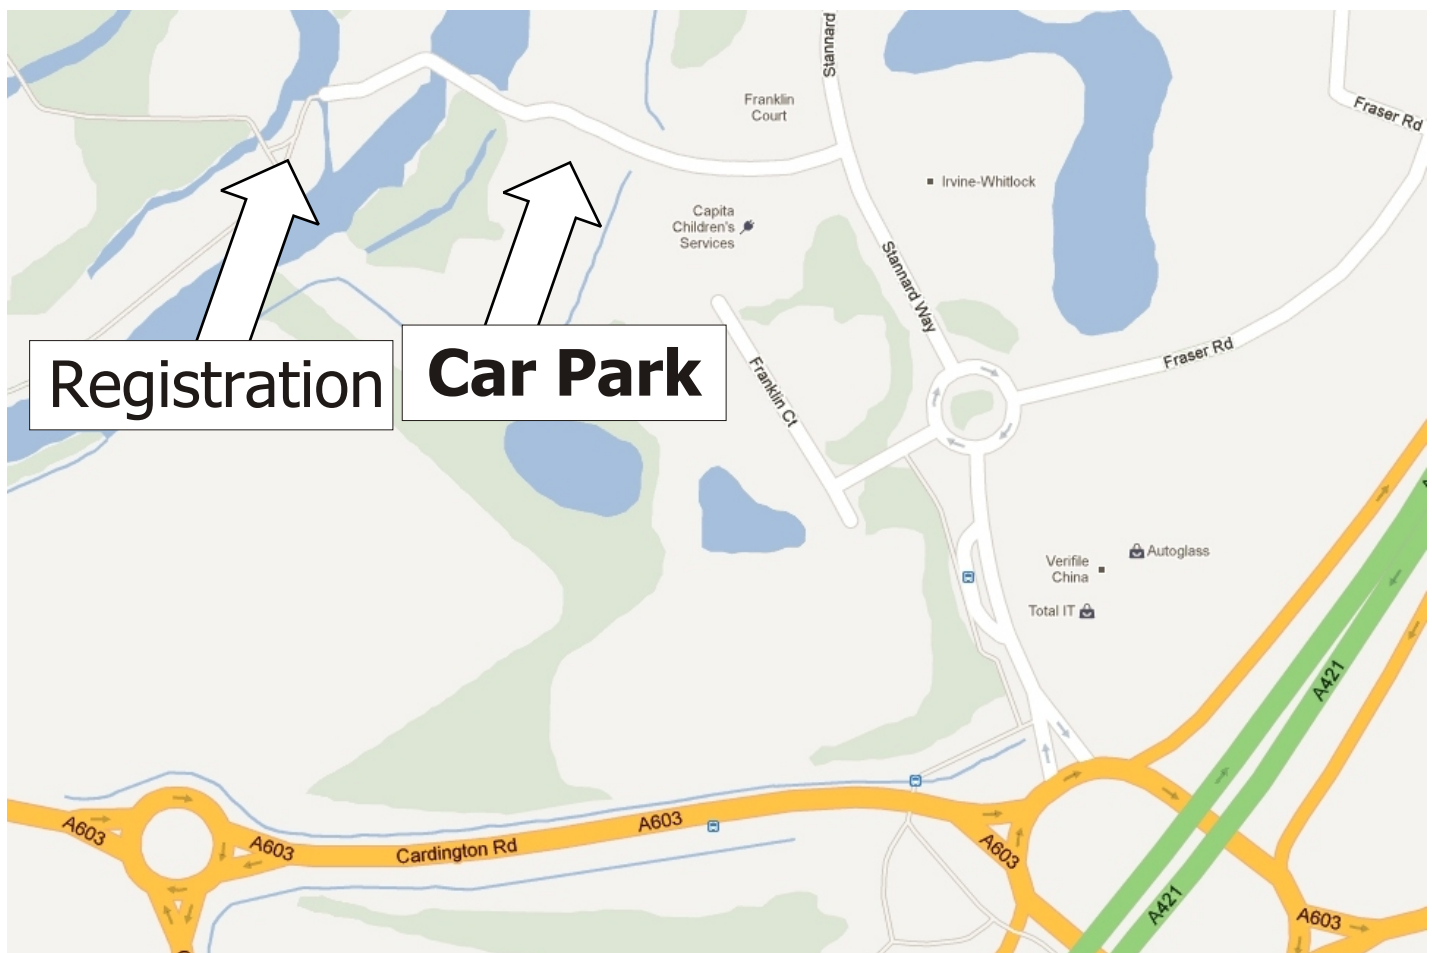 Stannard
Franklin
Court
Fraser Rd
Irvine-Whitlock
Capita
Children's
Services
Stannard Way
Registration
Car Park
Fraser Rd
Franklin Ct
Verifile
China
Autoglass
Total IT
A421
A603
A603
A603
Cardington Rd
A603
A421
A603